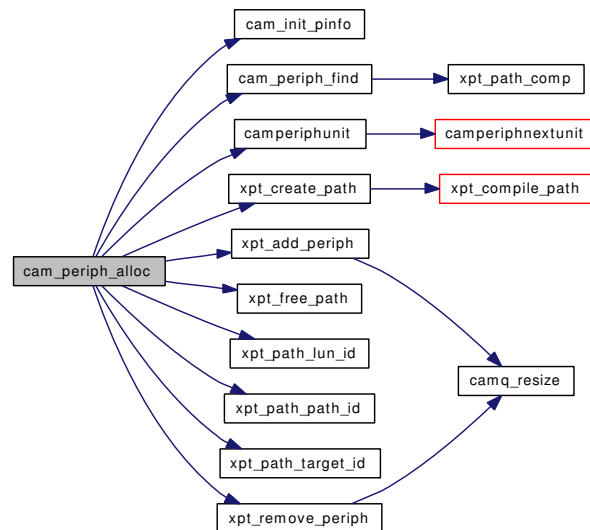 cam_init_pinfo
cam_periph_find
xpt_path_comp
camperiphunit
camperiphnextunit
xpt_create_path
xpt_compile_path
xpt_add_periph
cam_periph_alloc
xpt_free_path
xpt_path_lun_id
camq_resize
xpt_path_path_id
xpt_path_target_id
xpt_remove_periph